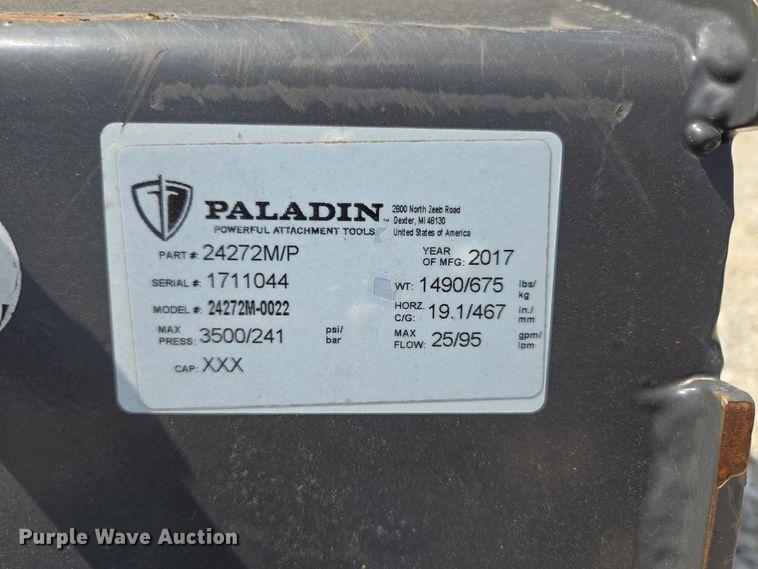 PALADIN™
POWERFUL ATTACHMENT TOOLS
2800 North Zeeb Road
Dexter, MI 48130
United States of America
PART #: 24272M/P
YEAR OF MFG: 2017
SERIAL #: 1711044
WT: 1490/675 lbs/kg
MODEL #: 24272M-0022
HORZ. C/G: 19.1/467 in./mm
MAX PRESS: 3500/241 psi/bar
MAX FLOW: 25/95 gpm/lpm
CAP: XXX
Purple Wave Auction